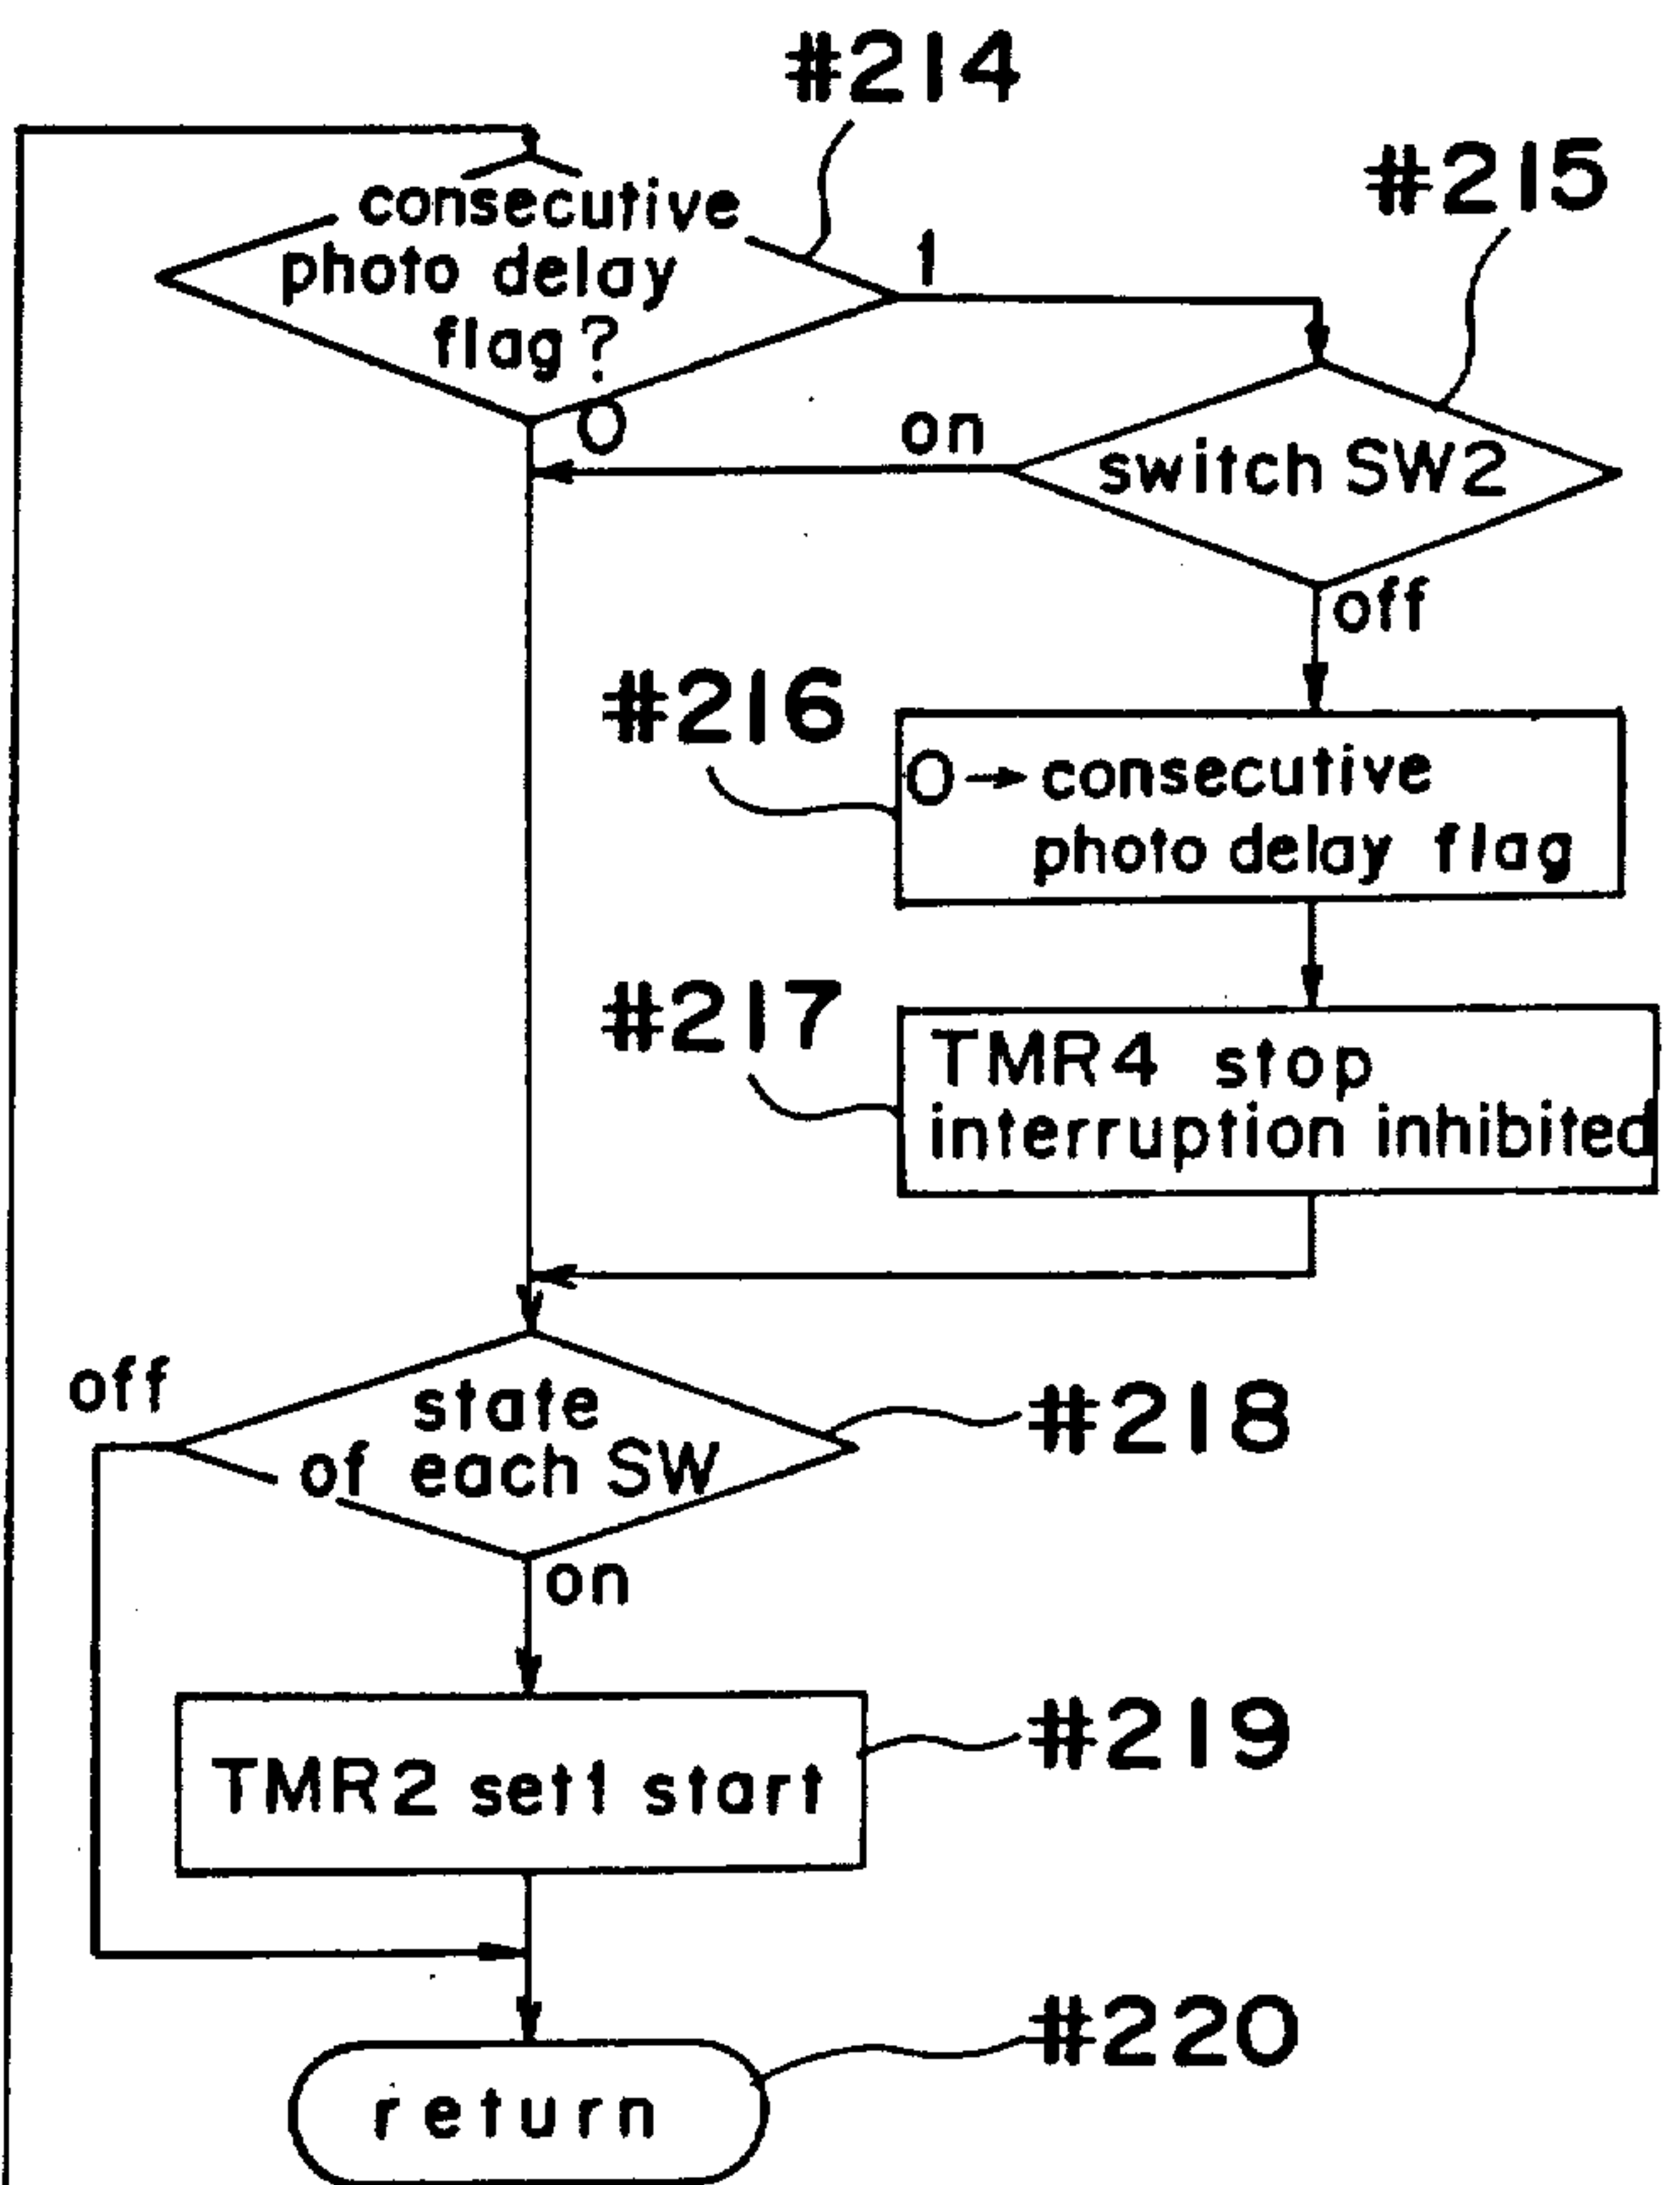 #214
consecutive
photo delay
flag?
1
0
#215
switch SW2
on
off
#216
0→consecutive
photo delay flag
#217
TMR4 stop
interruption inhibited
off
state
of each SW
#218
on
TMR2 set1 start
#219
return
#220